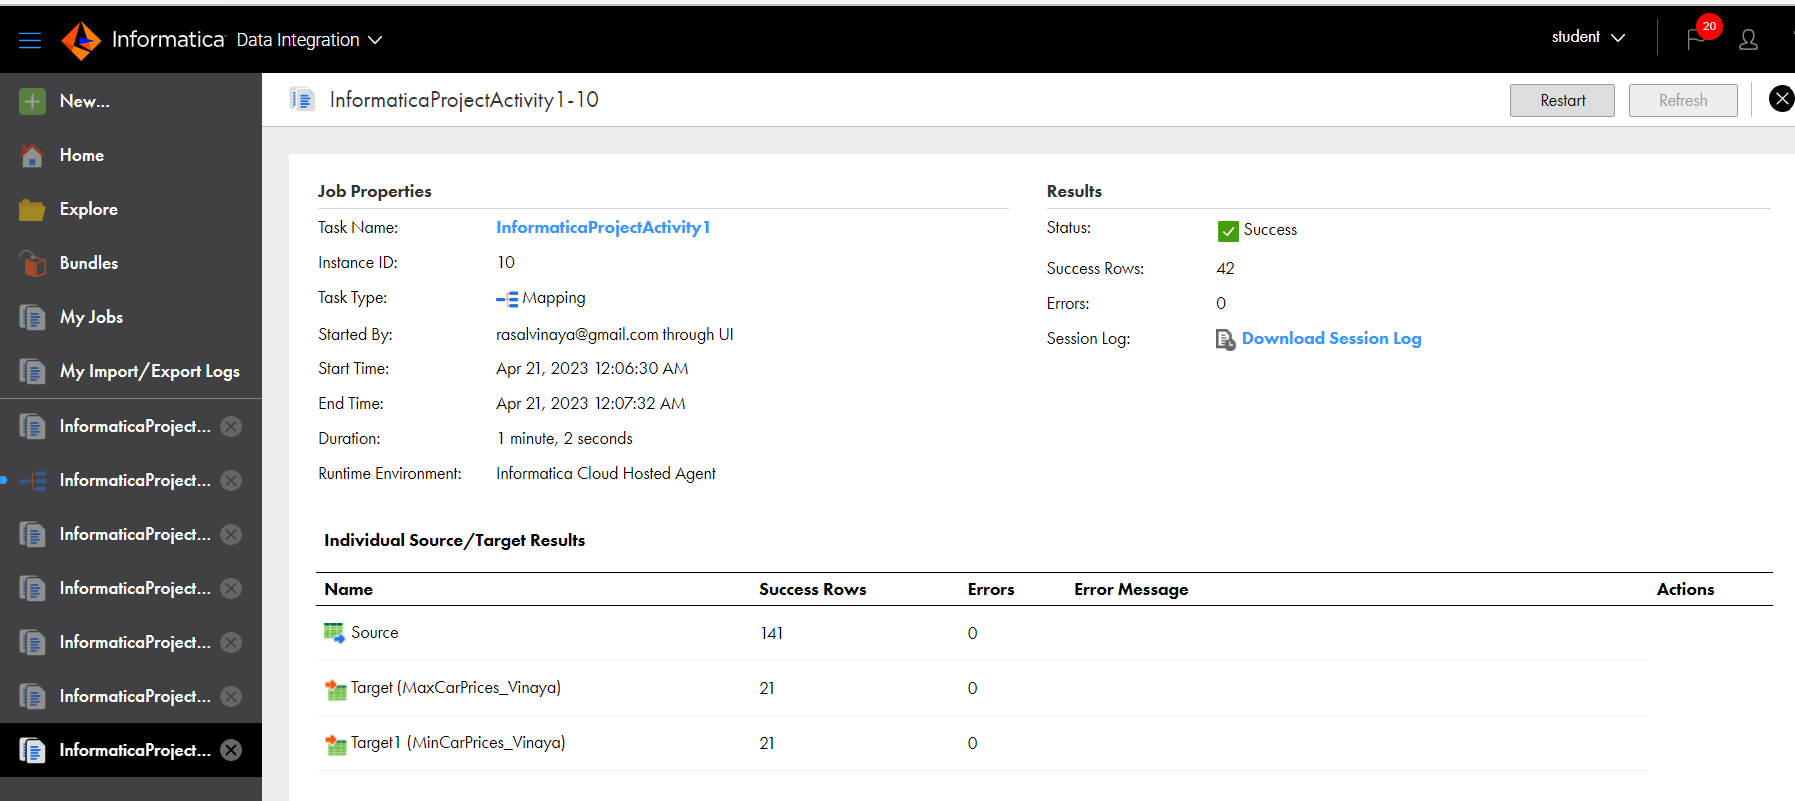 Informatica Data Integration
student
20
New...
Home
Explore
Bundles
My Jobs
My Import/Export Logs
InformaticaProject...
InformaticaProject...
InformaticaProject...
InformaticaProject...
InformaticaProject...
InformaticaProject...
InformaticaProject...
InformaticaProjectActivity1-10
Restart
Refresh
Job Properties
Task Name: InformaticaProjectActivity1
Instance ID: 10
Task Type: Mapping
Started By: rasalvinaya@gmail.com through UI
Start Time: Apr 21, 2023 12:06:30 AM
End Time: Apr 21, 2023 12:07:32 AM
Duration: 1 minute, 2 seconds
Runtime Environment: Informatica Cloud Hosted Agent
Results
Status: Success
Success Rows: 42
Errors: 0
Session Log: Download Session Log
Individual Source/Target Results
Name Success Rows Errors Error Message Actions
Source 141 0
Target (MaxCarPrices_Vinaya) 21 0
Target1 (MinCarPrices_Vinaya) 21 0